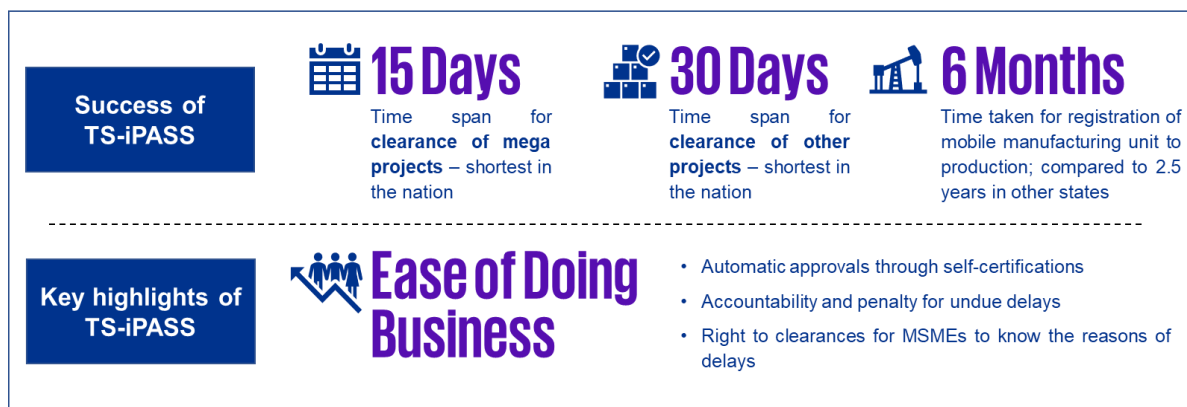 Success of
TS-iPASS
15 Days
Time span for
clearance of mega
projects – shortest in
the nation
30 Days
Time span for
clearance of other
projects – shortest in
the nation
6 Months
Time taken for registration of
mobile manufacturing unit to
production; compared to 2.5
years in other states
Key highlights of
TS-iPASS
Ease of Doing
Business
• Automatic approvals through self-certifications
• Accountability and penalty for undue delays
• Right to clearances for MSMEs to know the reasons of
delays